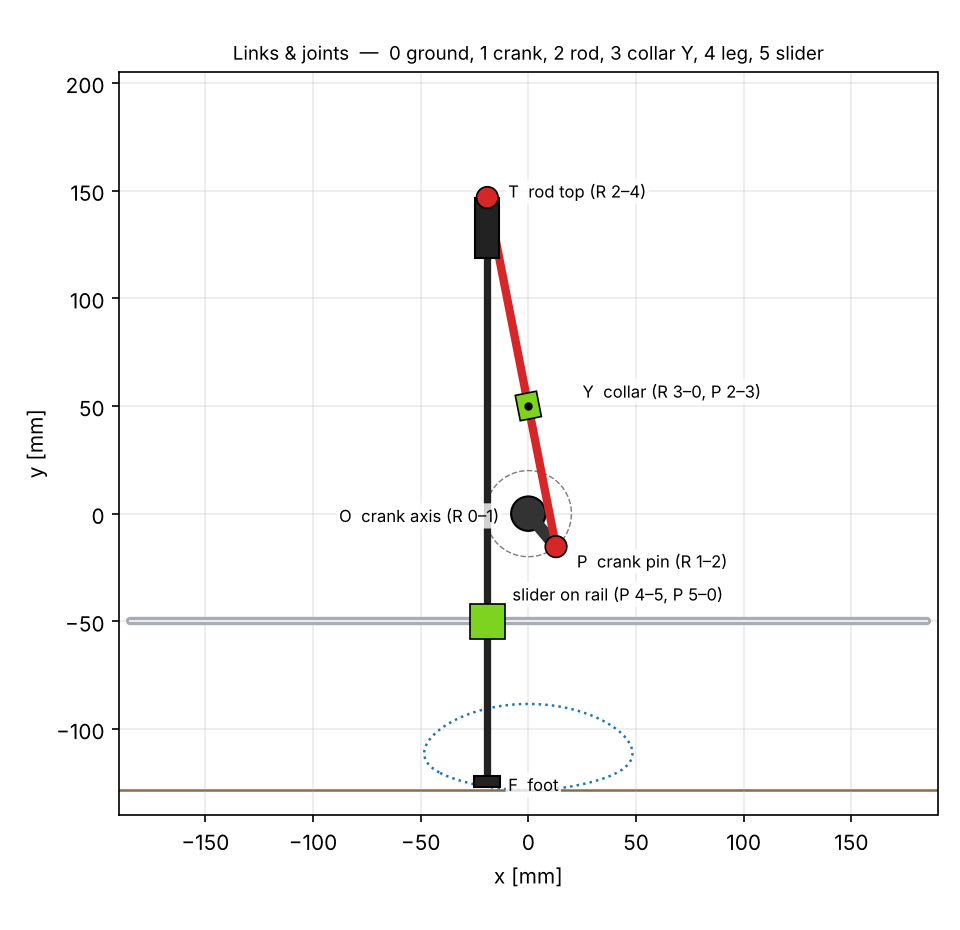 Links & joints — 0 ground, 1 crank, 2 rod, 3 collar Y, 4 leg, 5 slider
200
150
100
50
0
−50
−100
y [mm]
T rod top (R 2–4)
Y collar (R 3–0, P 2–3)
O crank axis (R 0–1)
P crank pin (R 1–2)
slider on rail (P 4–5, P 5–0)
F foot
−150
−100
−50
0
50
100
150
x [mm]